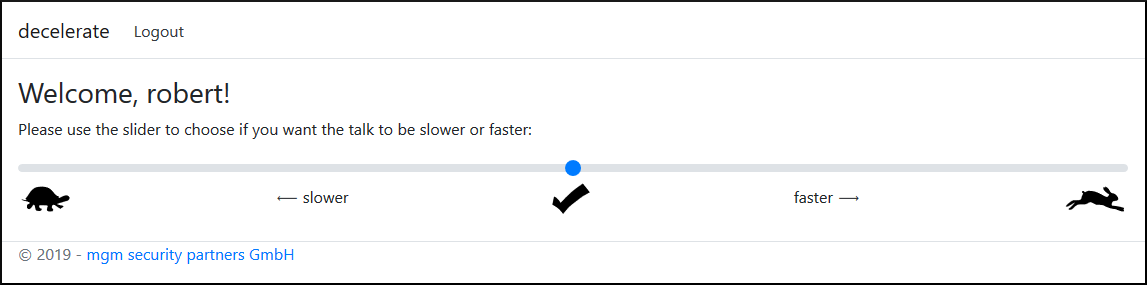 decelerate Logout
Welcome, robert!
Please use the slider to choose if you want the talk to be slower or faster:
⟵ slower faster ⟶
© 2019 - mgm security partners GmbH